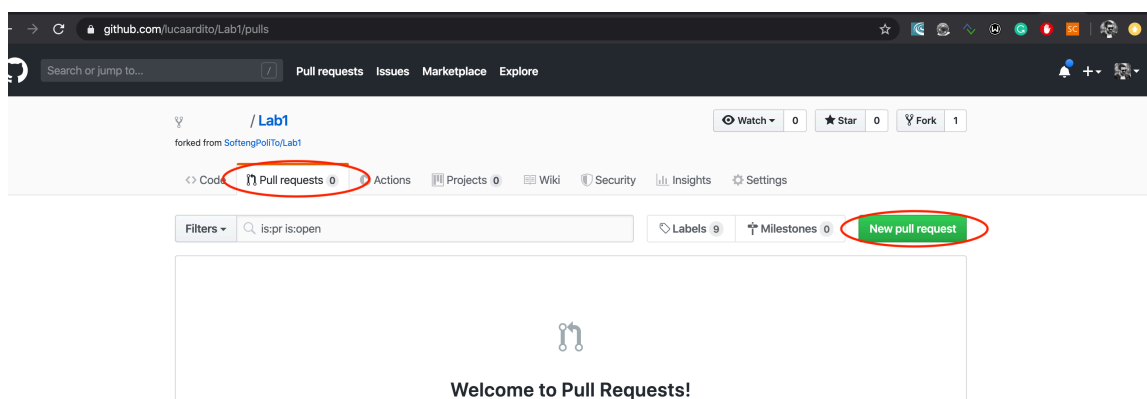 github.com/lucaardito/Lab1/pulls
SC
Search or jump to... / Pull requests Issues Marketplace Explore
/ Lab1
Watch 0 Star 0 Fork 1
forked from SoftengPoliTo/Lab1
Code Pull requests 0 Actions Projects 0 Wiki Security Insights Settings
Filters is:pr is:open Labels 9 Milestones 0 New pull request
Welcome to Pull Requests!